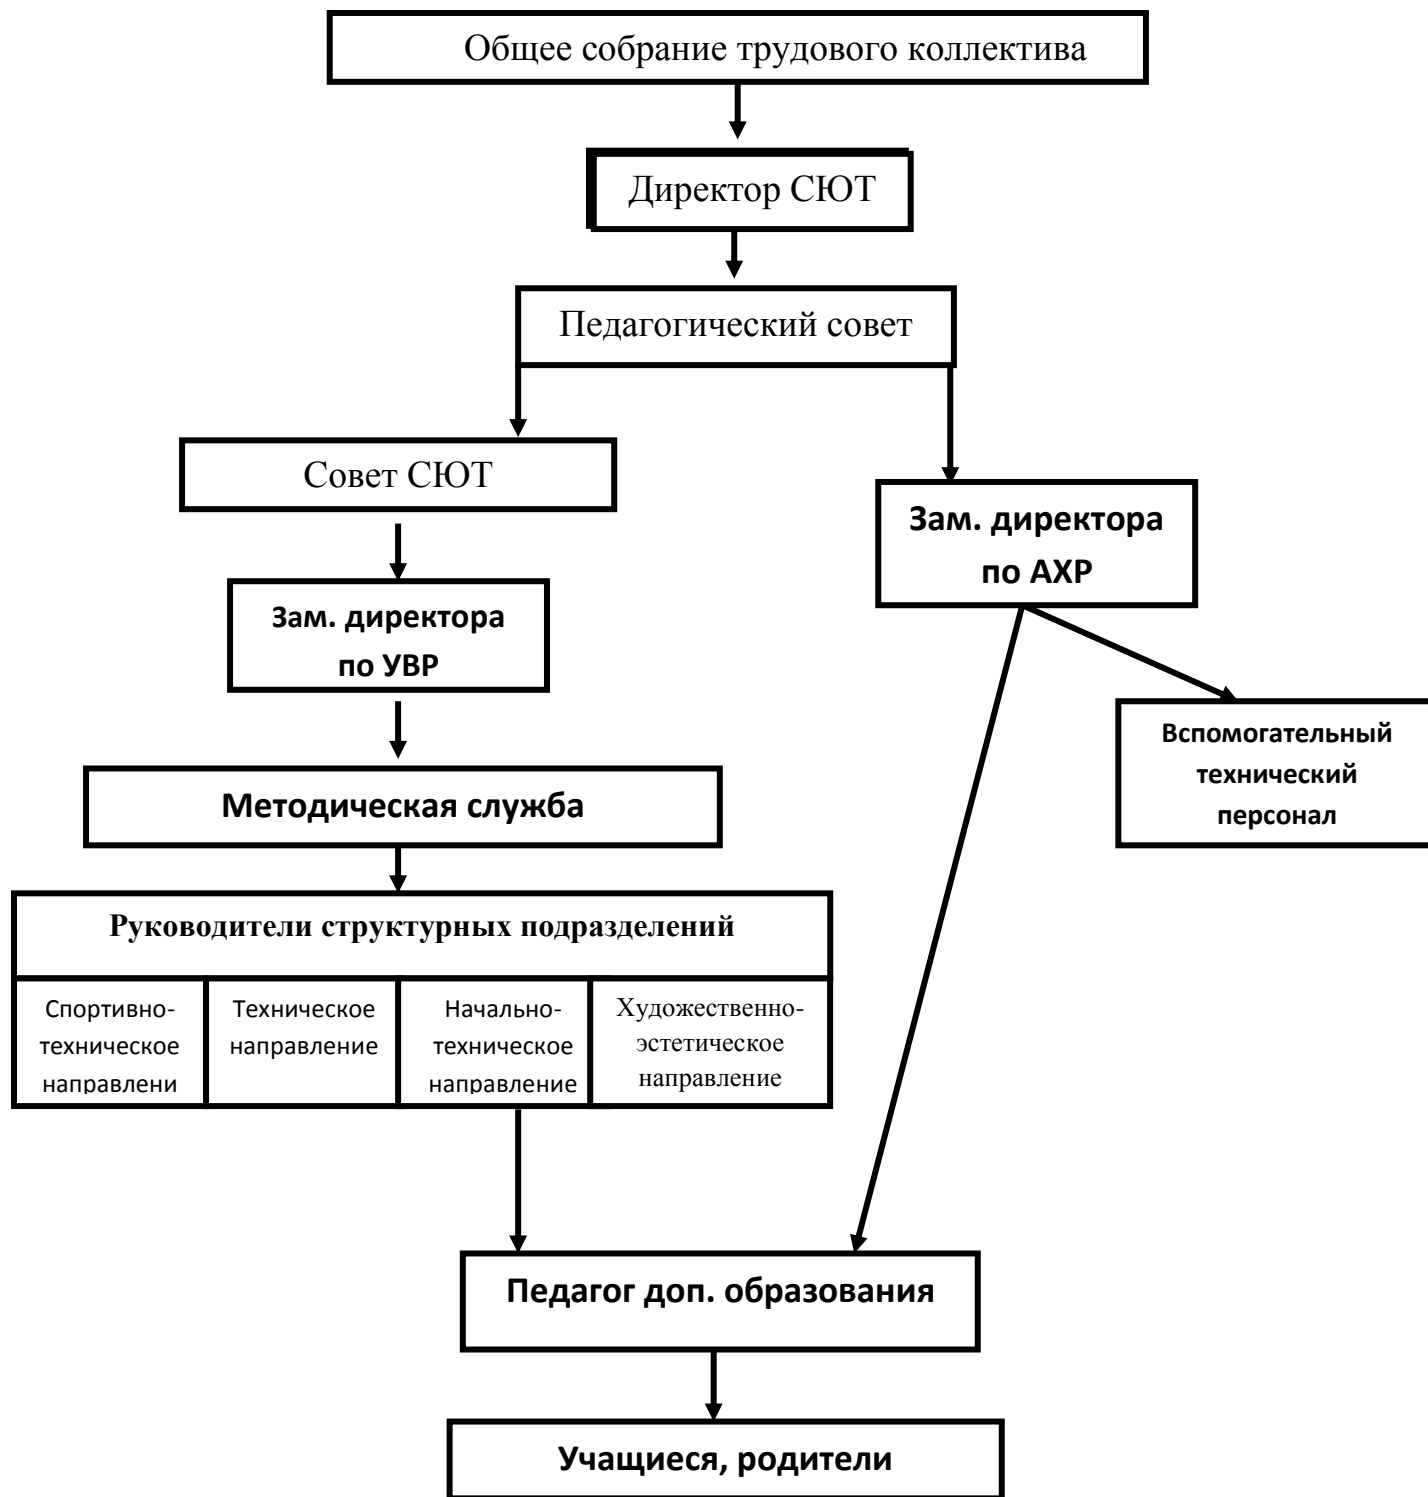 Общее собрание трудового коллектива
Директор СЮТ
Педагогический совет
Совет СЮТ
Зам. директора
по АХР
Зам. директора
по УВР
Вспомогательный
технический
персонал
Методическая служба
Руководители структурных подразделений
Спортивно-
техническое
направлени
Техническое
направление
Начально-
техническое
направление
Художественно-
эстетическое
направление
Педагог доп. образования
Учащиеся, родители